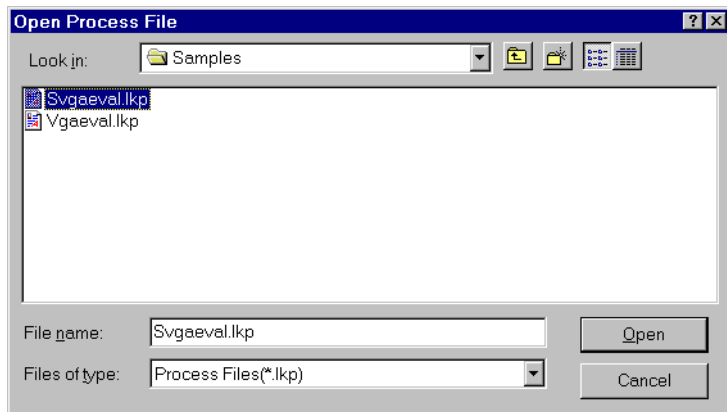 Open Process File
Look in: Samples
Svgaeval.lkp
Vgaeval.lkp
File name: Svgaeval.lkp Open
Files of type: Process Files(*.lkp) Cancel